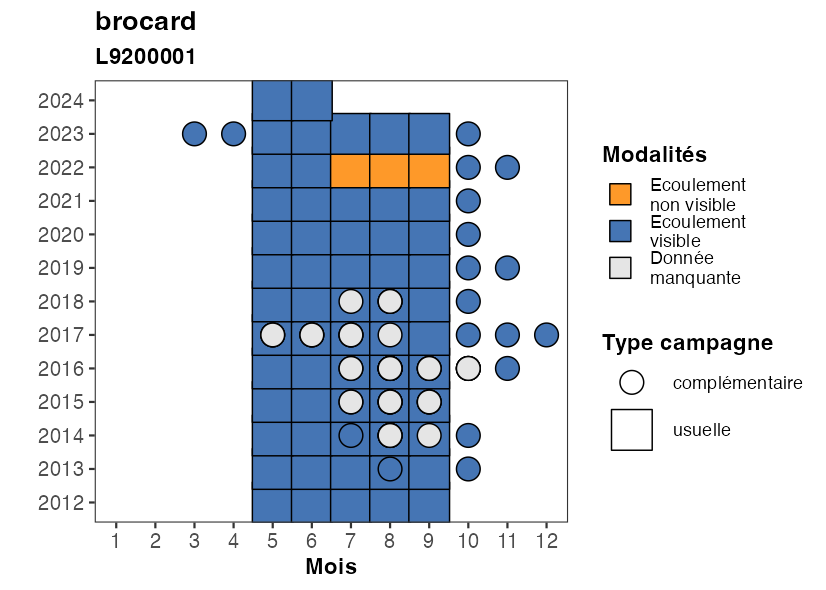 brocard
L9200001
2024
2023
2022
2021
2020
2019
2018
2017
2016
2015
2014
2013
2012
1 2 3 4 5 6 7 8 9 10 11 12
Mois
Modalités
Ecoulement
non visible
Ecoulement
visible
Donnée
manquante
Type campagne
complémentaire
usuelle